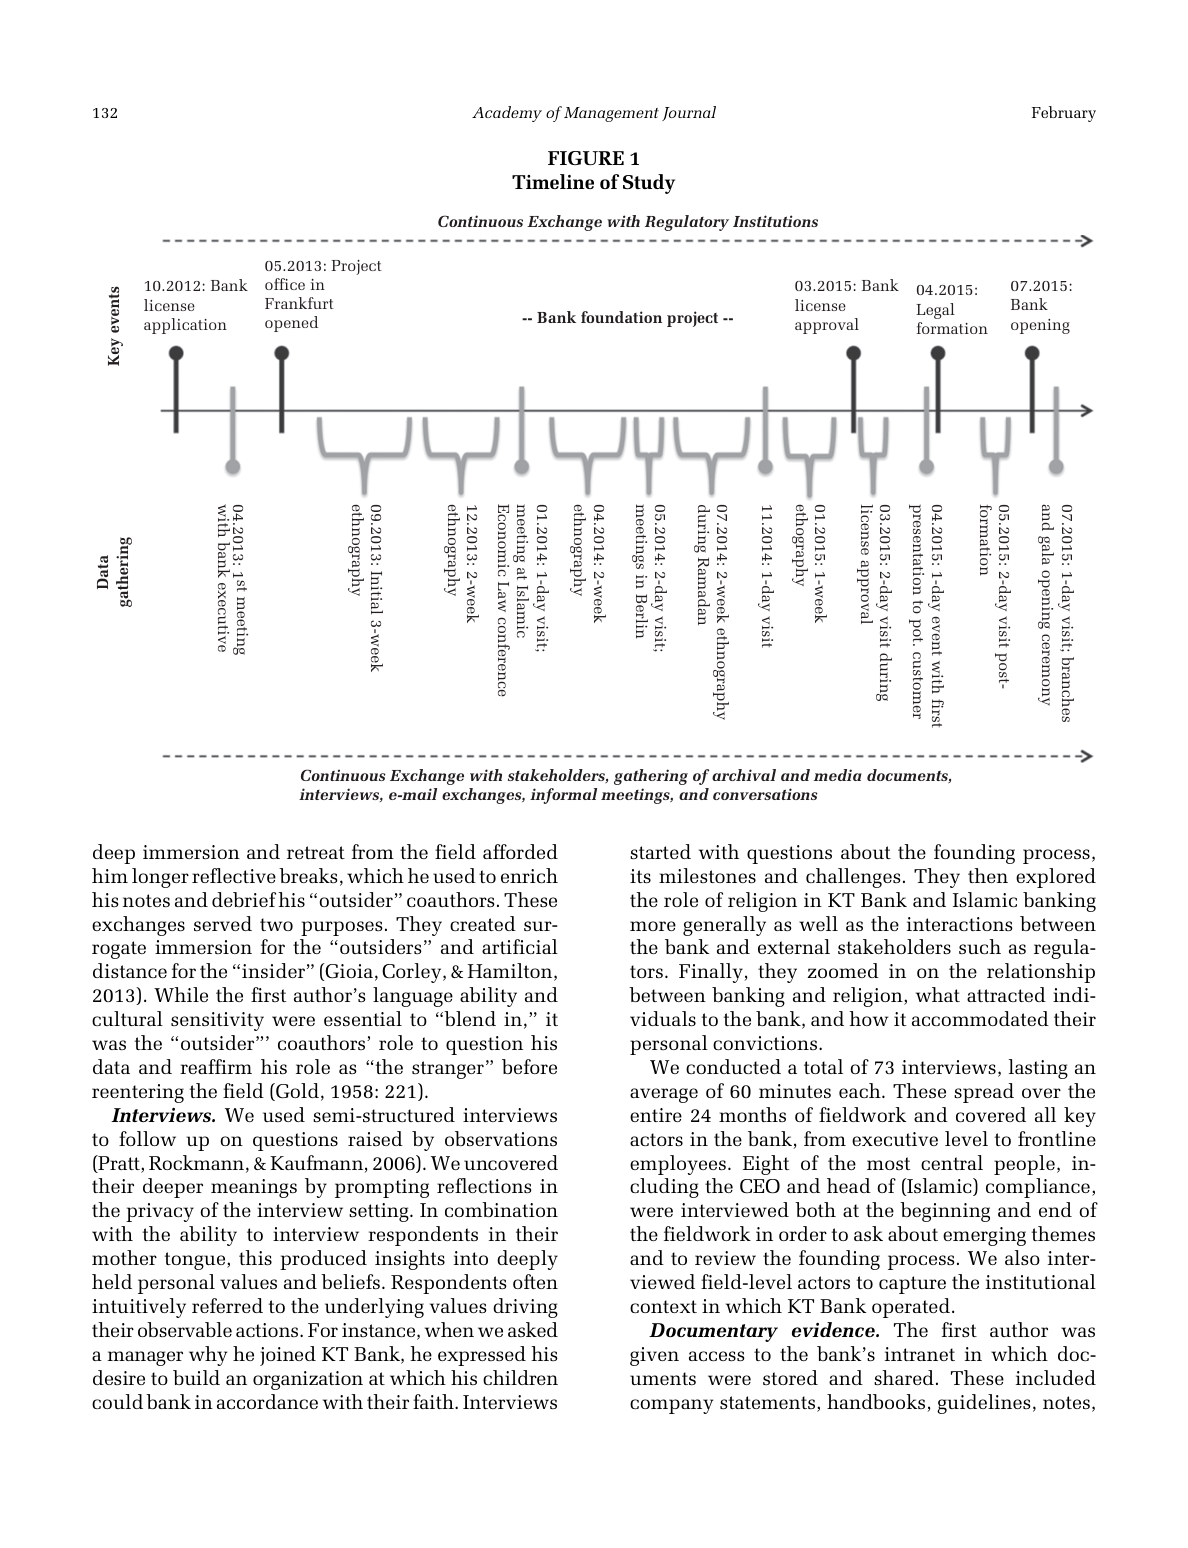 132
Academy of Management Journal
February
FIGURE 1
Timeline of Study
Continuous Exchange with Regulatory Institutions
Key events
10.2012: Bank
license
application
05.2013: Project
office in
Frankfurt
opened
-- Bank foundation project --
03.2015: Bank
license
approval
04.2015:
Legal
formation
07.2015:
Bank
opening
Data
gathering
04.2013: 1st meeting
with bank executive
09.2013: Initial 3-week
ethnography
12.2013: 2-week
ethnography
01.2014: 1-day visit;
meeting at Islamic
Economic Law conference
04.2014: 2-week
ethnography
05.2014: 2-day visit;
meetings in Berlin
07.2014: 2-week ethnography
during Ramadan
11.2014: 1-day visit
01.2015: 1-week
ethography
03.2015: 2-day visit during
license approval
04.2015: 1-day event with first
presentation to pot. customer
05.2015: 2-day visit post-
formation
07.2015: 1-day visit; branches
and gala opening ceremony
Continuous Exchange with stakeholders, gathering of archival and media documents,
interviews, e-mail exchanges, informal meetings, and conversations
deep immersion and retreat from the field afforded
him longer reflective breaks, which he used to enrich
his notes and debrief his “outsider” coauthors. These
exchanges served two purposes. They created sur-
rogate immersion for the “outsiders” and artificial
distance for the “insider” (Gioia, Corley, & Hamilton,
2013). While the first author’s language ability and
cultural sensitivity were essential to “blend in,” it
was the “outsider”’ coauthors’ role to question his
data and reaffirm his role as “the stranger” before
reentering the field (Gold, 1958: 221).
Interviews. We used semi-structured interviews
to follow up on questions raised by observations
(Pratt, Rockmann, & Kaufmann, 2006). We uncovered
their deeper meanings by prompting reflections in
the privacy of the interview setting. In combination
with the ability to interview respondents in their
mother tongue, this produced insights into deeply
held personal values and beliefs. Respondents often
intuitively referred to the underlying values driving
their observable actions. For instance, when we asked
a manager why he joined KT Bank, he expressed his
desire to build an organization at which his children
could bank in accordance with their faith. Interviews
started with questions about the founding process,
its milestones and challenges. They then explored
the role of religion in KT Bank and Islamic banking
more generally as well as the interactions between
the bank and external stakeholders such as regula-
tors. Finally, they zoomed in on the relationship
between banking and religion, what attracted indi-
viduals to the bank, and how it accommodated their
personal convictions.
We conducted a total of 73 interviews, lasting an
average of 60 minutes each. These spread over the
entire 24 months of fieldwork and covered all key
actors in the bank, from executive level to frontline
employees. Eight of the most central people, in-
cluding the CEO and head of (Islamic) compliance,
were interviewed both at the beginning and end of
the fieldwork in order to ask about emerging themes
and to review the founding process. We also inter-
viewed field-level actors to capture the institutional
context in which KT Bank operated.
Documentary evidence. The first author was
given access to the bank’s intranet in which doc-
uments were stored and shared. These included
company statements, handbooks, guidelines, notes,